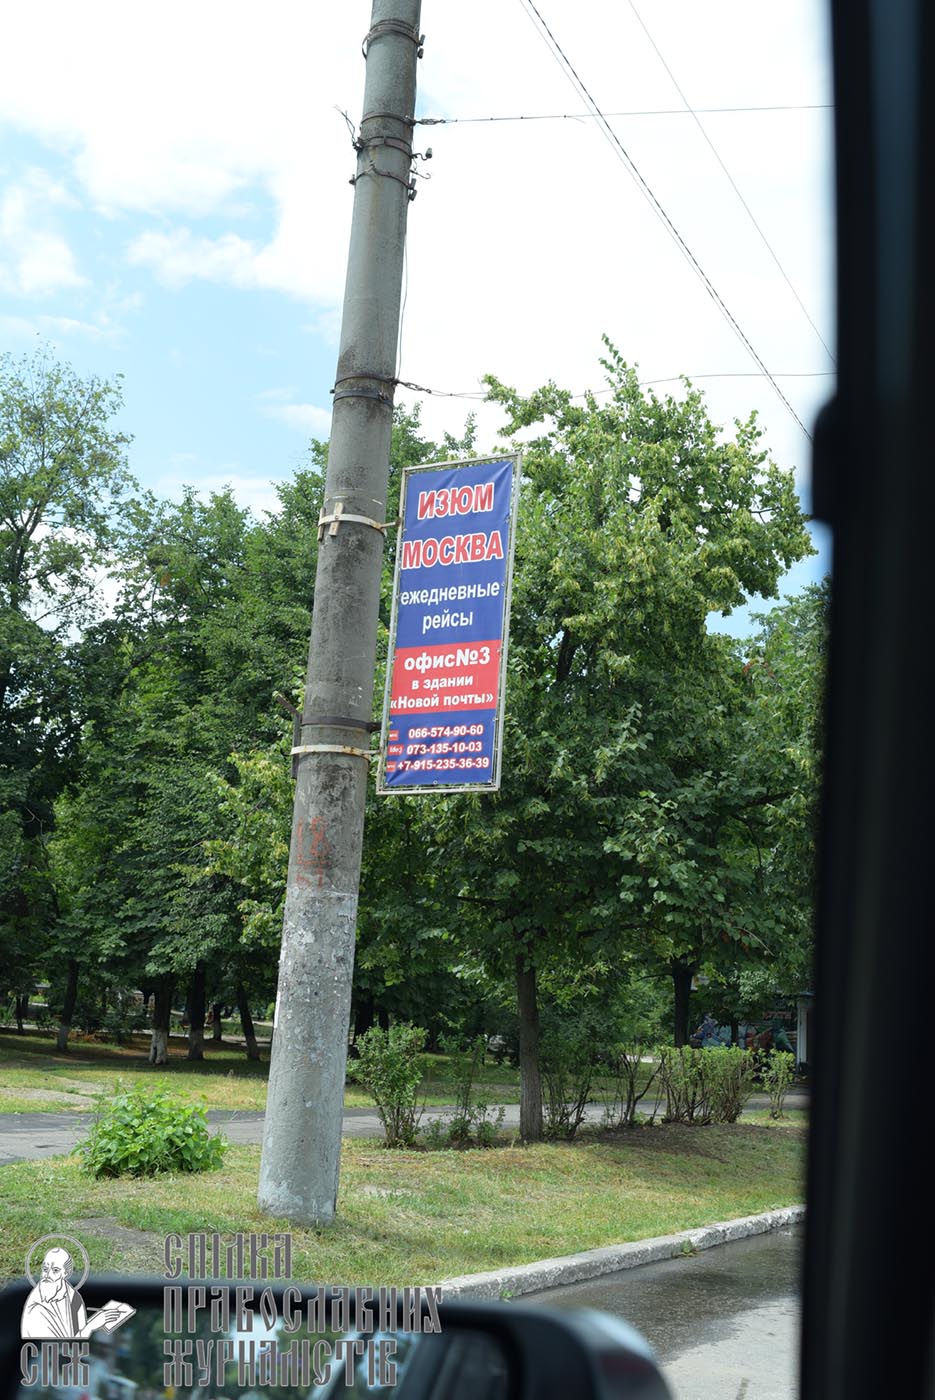 ИЗЮМ
МОСКВА
ежедневные
рейсы
офис№3
в здании
«Новой почты»
066-574-90-60
life:) 073-135-10-03
+7-915-235-36-39
СПІЛКА
ПРАВОСЛАВНИХ
ЖУРНАЛІСТІВ
СПЖ